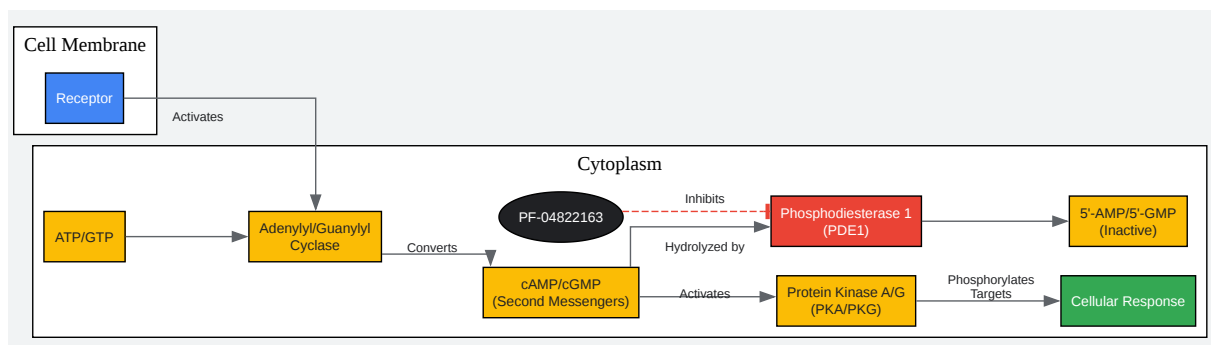 Cell Membrane
Receptor
Activates
Cytoplasm
ATP/GTP
Adenylyl/Guanylyl
Cyclase
Converts
PF-04822163
Inhibits
Phosphodiesterase 1
(PDE1)
5'-AMP/5'-GMP
(Inactive)
Hydrolyzed by
cAMP/cGMP
(Second Messengers)
Activates
Protein Kinase A/G
(PKA/PKG)
Phosphorylates
Targets
Cellular Response